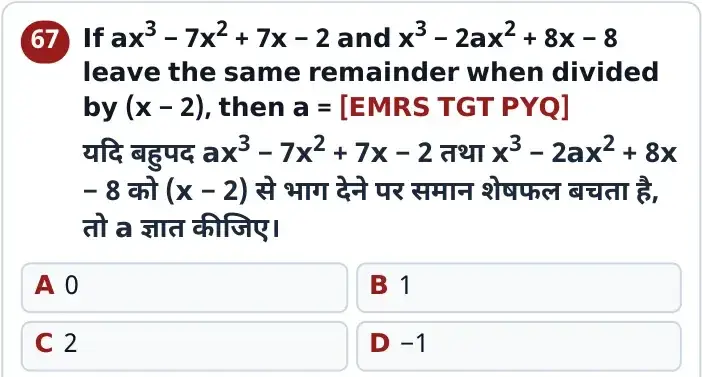 67 If ax³ − 7x² + 7x − 2 and x³ − 2ax² + 8x − 8
leave the same remainder when divided
by (x − 2), then a = [EMRS TGT PYQ]
यदि बहुपद ax³ − 7x² + 7x − 2 तथा x³ − 2ax² + 8x
− 8 को (x − 2) से भाग देने पर समान शेषफल बचता है,
तो a ज्ञात कीजिए।
A 0
B 1
C 2
D −1